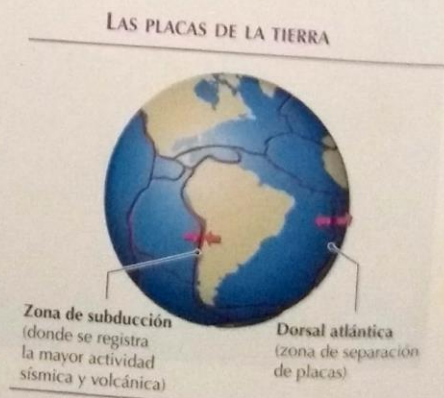 LAS PLACAS DE LA TIERRA
Zona de subducción
(donde se registra
la mayor actividad
sísmica y volcánica)
Dorsal atlántica
(zona de separación
de placas)